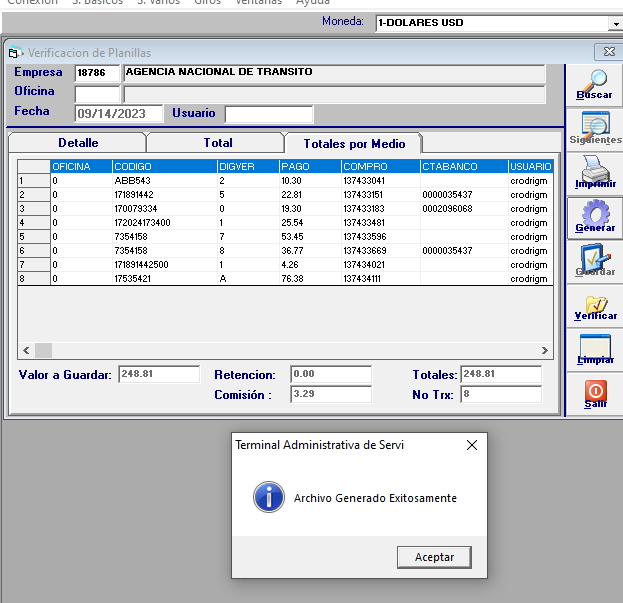 Conexion S. Basicos S. Varios Giros Ventanas Ayuda
Moneda: 1-DOLARES USD
Verificacion de Planillas
Empresa 18786 AGENCIA NACIONAL DE TRANSITO
Oficina
Fecha 09/14/2023 Usuario
Detalle Total Totales por Medio
OFICINA CODIGO DIGVER PAGO COMPRO CTABANCO USUARIO
1 0 ABB543 2 10.30 137433041 crodrigm
2 0 171891442 5 22.81 137433151 0000035437 crodrigm
3 0 170079334 0 19.30 137433183 0002096068 crodrigm
4 0 172024173400 1 25.54 137433481 crodrigm
5 0 7354158 7 53.45 137433596 crodrigm
6 0 7354158 8 36.77 137433669 0000035437 crodrigm
7 0 171891442500 1 4.26 137434021 crodrigm
8 0 17535421 A 76.38 137434111 crodrigm
Valor a Guardar: 248.81 Retencion: 0.00 Totales: 248.81
Comisión : 3.29 No Trx: 8
Buscar
Siguientes
Imprimir
Generar
Guardar
Verificar
Limpiar
Salir
Terminal Administrativa de Servi
Archivo Generado Exitosamente
Aceptar